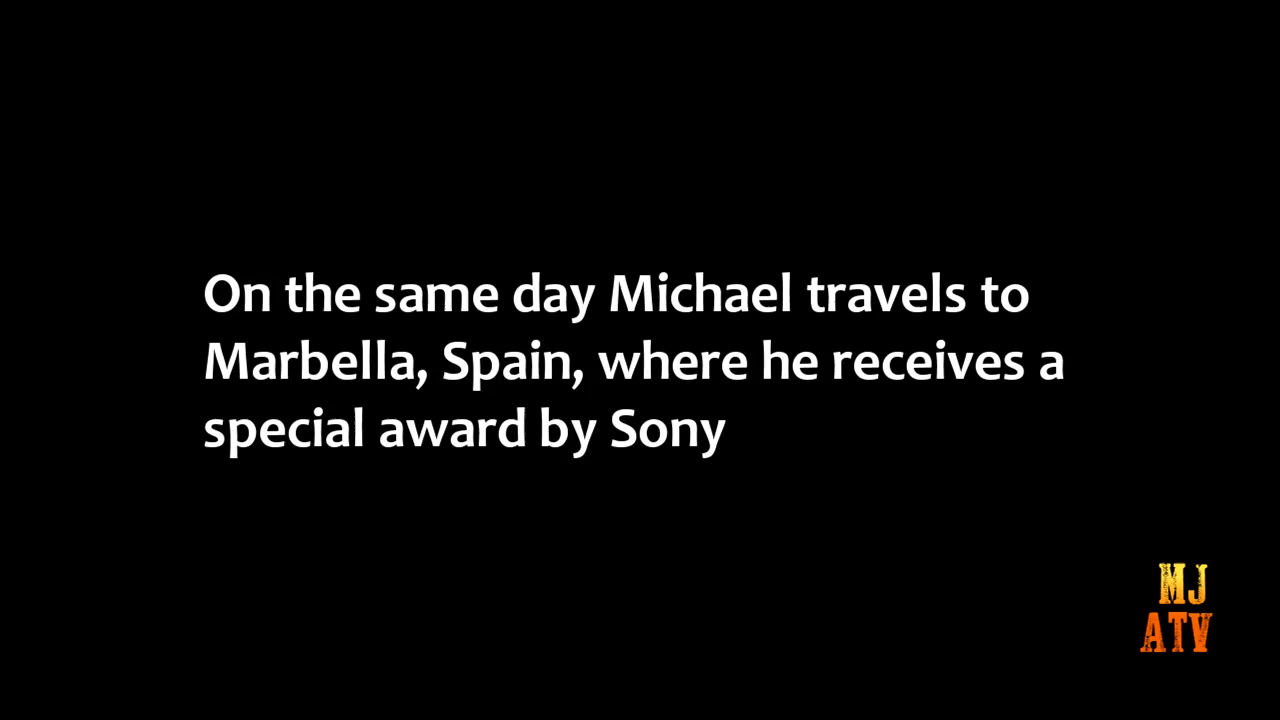 On the same day Michael travels to
Marbella, Spain, where he receives a
special award by Sony
MJ
ATV